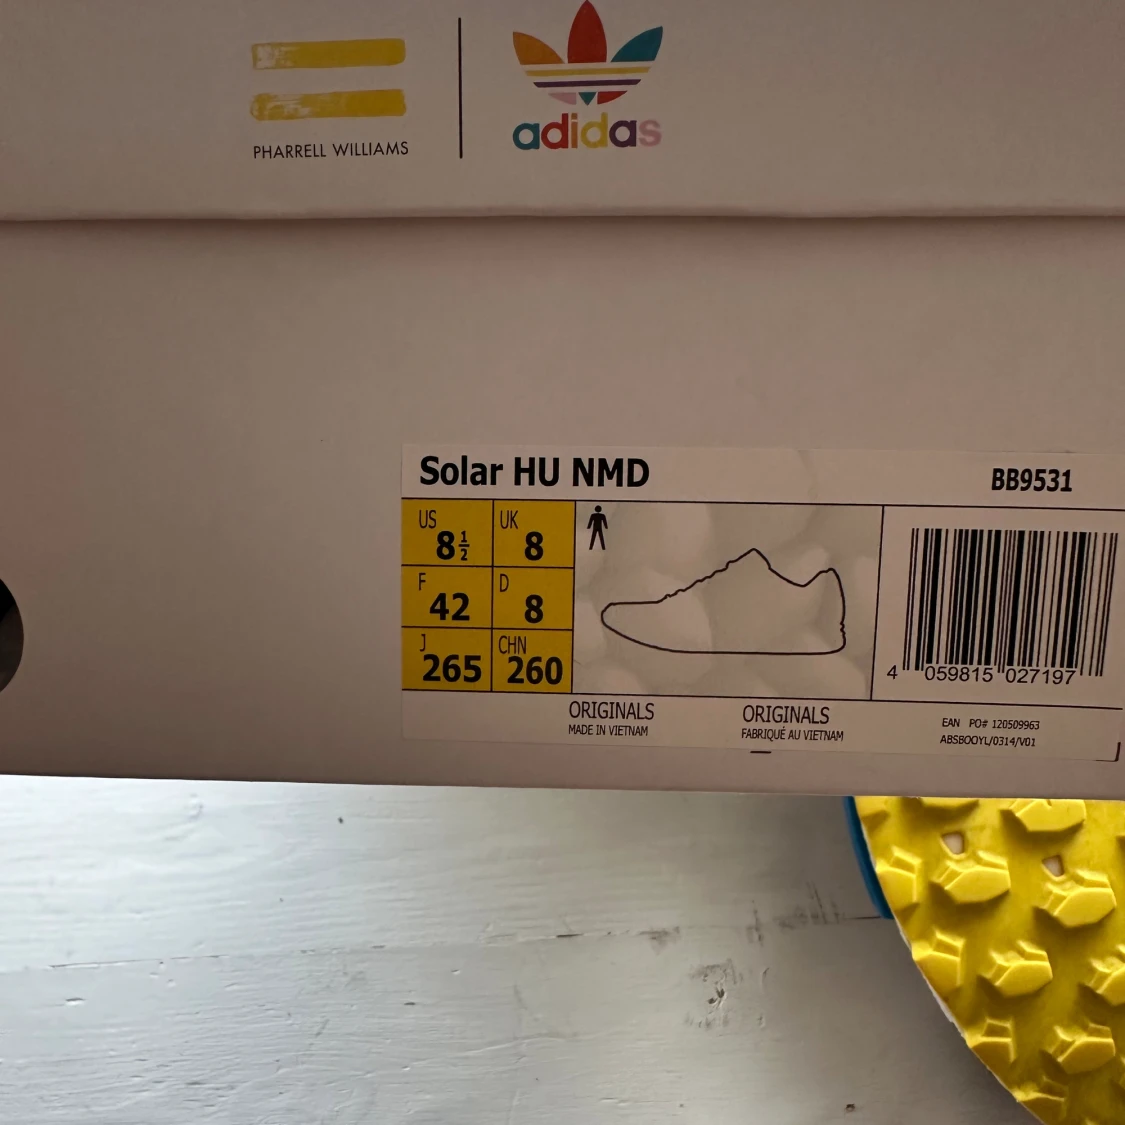 PHARRELL WILLIAMS
adidas
Solar HU NMD
BB9531
US
8½
UK
8
F
42
D
8
J
265
CHN
260
4 059815 027197
ORIGINALS
MADE IN VIETNAM
ORIGINALS
FABRIQUÉ AU VIETNAM
EAN PO# 120509963
ABSBOOYL/0314/V01